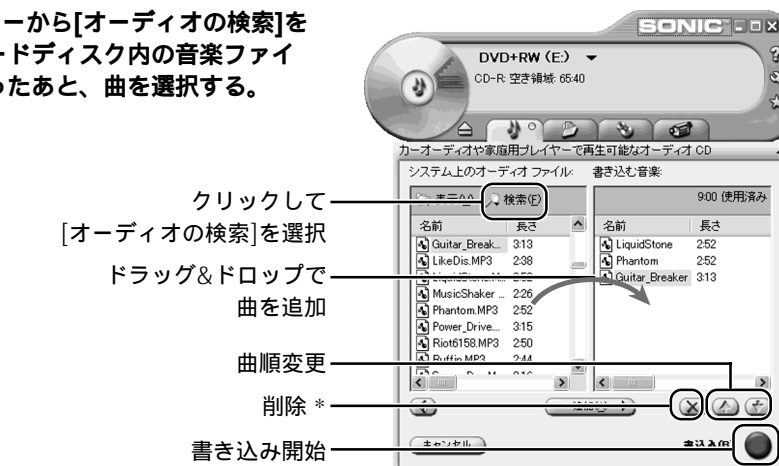 ーから[オーディオの検索]を
ードディスク内の音楽ファイ
ったあと、曲を選択する。
クリックして
[オーディオの検索]を選択
ドラッグ&ドロップで
曲を追加
曲順変更
削除 *
書き込み開始
SONIC
DVD+RW (E:)
CD-R: 空き領域: 65:40
カーオーディオや家庭用プレイヤーで再生可能なオーディオ CD
システム上のオーディオ ファイル:
検索(F)
名前 長さ
Guitar_Break... 3:13
LikeDis.MP3 2:38
MusicShaker ... 2:26
Phantom.MP3 2:52
Power_Drive... 3:15
Riot6158.MP3 2:50
Ruffin.MP3 2:44
キャンセル
書き込む音楽:
9:00 使用済み
名前 長さ
LiquidStone 2:52
Phantom 2:52
Guitar_Breaker 3:13